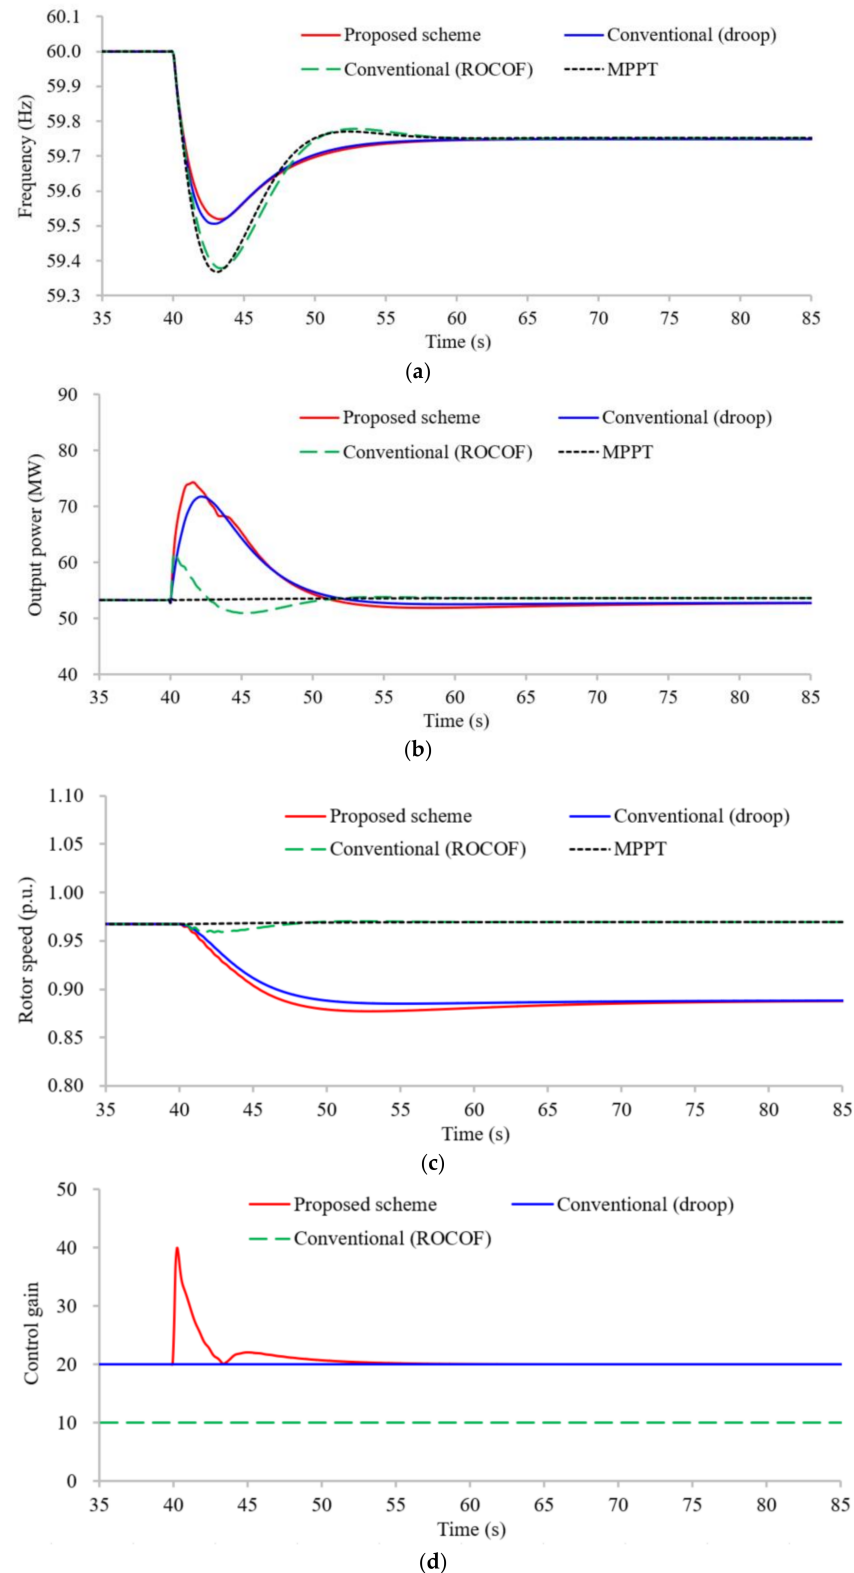 60.1
60.0
59.9
59.8
59.7
59.6
59.5
59.4
59.3
Frequency (Hz)
Proposed scheme
Conventional (droop)
Conventional (ROCOF)
MPPT
35 40 45 50 55 60 65 70 75 80 85
Time (s)
(a)
90
80
70
60
50
40
Output power (MW)
Proposed scheme
Conventional (droop)
Conventional (ROCOF)
MPPT
35 40 45 50 55 60 65 70 75 80 85
Time (s)
(b)
1.10
1.05
1.00
0.95
0.90
0.85
0.80
Rotor speed (p.u.)
Proposed scheme
Conventional (droop)
Conventional (ROCOF)
MPPT
35 40 45 50 55 60 65 70 75 80 85
Time (s)
(c)
50
40
30
20
10
0
Control gain
Proposed scheme
Conventional (droop)
Conventional (ROCOF)
35 40 45 50 55 60 65 70 75 80 85
Time (s)
(d)